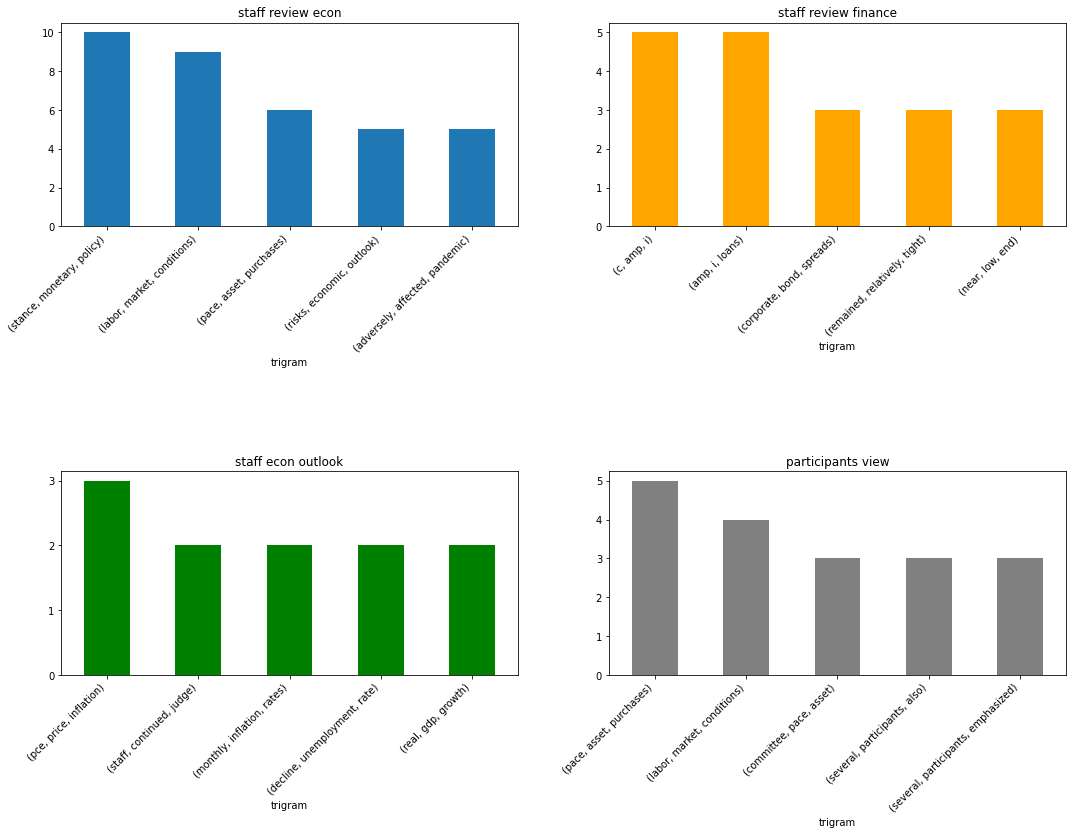 staff review econ
10
8
6
4
2
0
(stance, monetary, policy)
(labor, market, conditions)
(pace, asset, purchases)
(risks, economic, outlook)
(adversely, affected, pandemic)
trigram
staff review finance
5
4
3
2
1
0
(c, amp, i)
(amp, i, loans)
(corporate, bond, spreads)
(remained, relatively, tight)
(near, low, end)
trigram
staff econ outlook
3
2
1
0
(pce, price, inflation)
(staff, continued, judge)
(monthly, inflation, rates)
(decline, unemployment, rate)
(real, gdp, growth)
trigram
participants view
5
4
3
2
1
0
(pace, asset, purchases)
(labor, market, conditions)
(committee, pace, asset)
(several, participants, also)
(several, participants, emphasized)
trigram